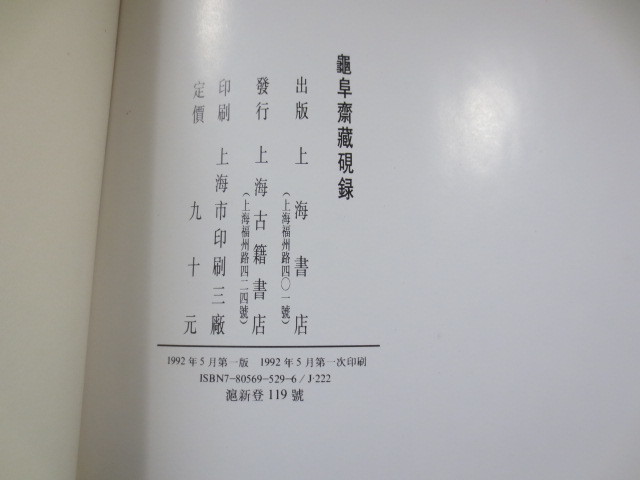 龜阜齋藏硯録
出版 上海書店
(上海福州路四〇一號)
發行 上海古籍書店
(上海福州路四二四號)
印刷 上海市印刷三廠
定價 九十元
1992年5月第一版 1992年5月第一次印刷
ISBN7-80569-529-6/J·222
滬新登119號